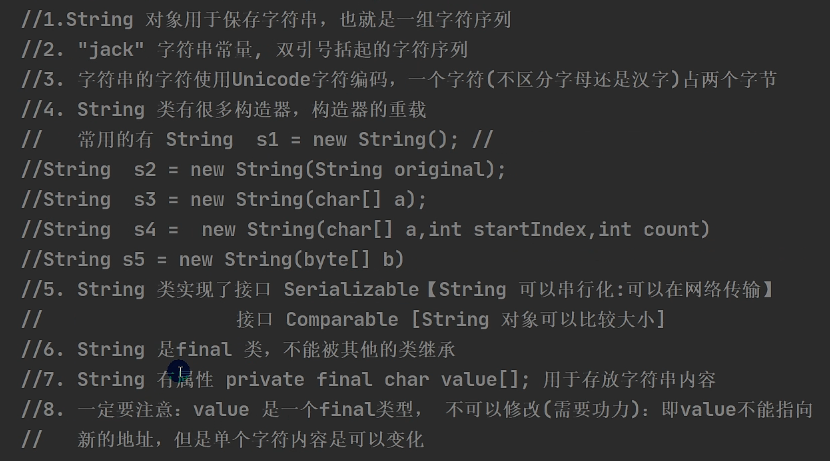 //1.String 对象用于保存字符串，也就是一组字符序列
//2. "jack" 字符串常量, 双引号括起的字符序列
//3. 字符串的字符使用Unicode字符编码，一个字符(不区分字母还是汉字)占两个字节
//4. String 类有很多构造器，构造器的重载
//   常用的有 String  s1 = new String(); //
//String  s2 = new String(String original);
//String  s3 = new String(char[] a);
//String  s4 =  new String(char[] a,int startIndex,int count)
//String s5 = new String(byte[] b)
//5. String 类实现了接口 Serializable【String 可以串行化:可以在网络传输】
//                 接口 Comparable [String 对象可以比较大小]
//6. String 是final 类，不能被其他的类继承
//7. String 有属性 private final char value[]; 用于存放字符串内容
//8. 一定要注意：value 是一个final类型， 不可以修改(需要功力)：即value不能指向
//   新的地址，但是单个字符内容是可以变化